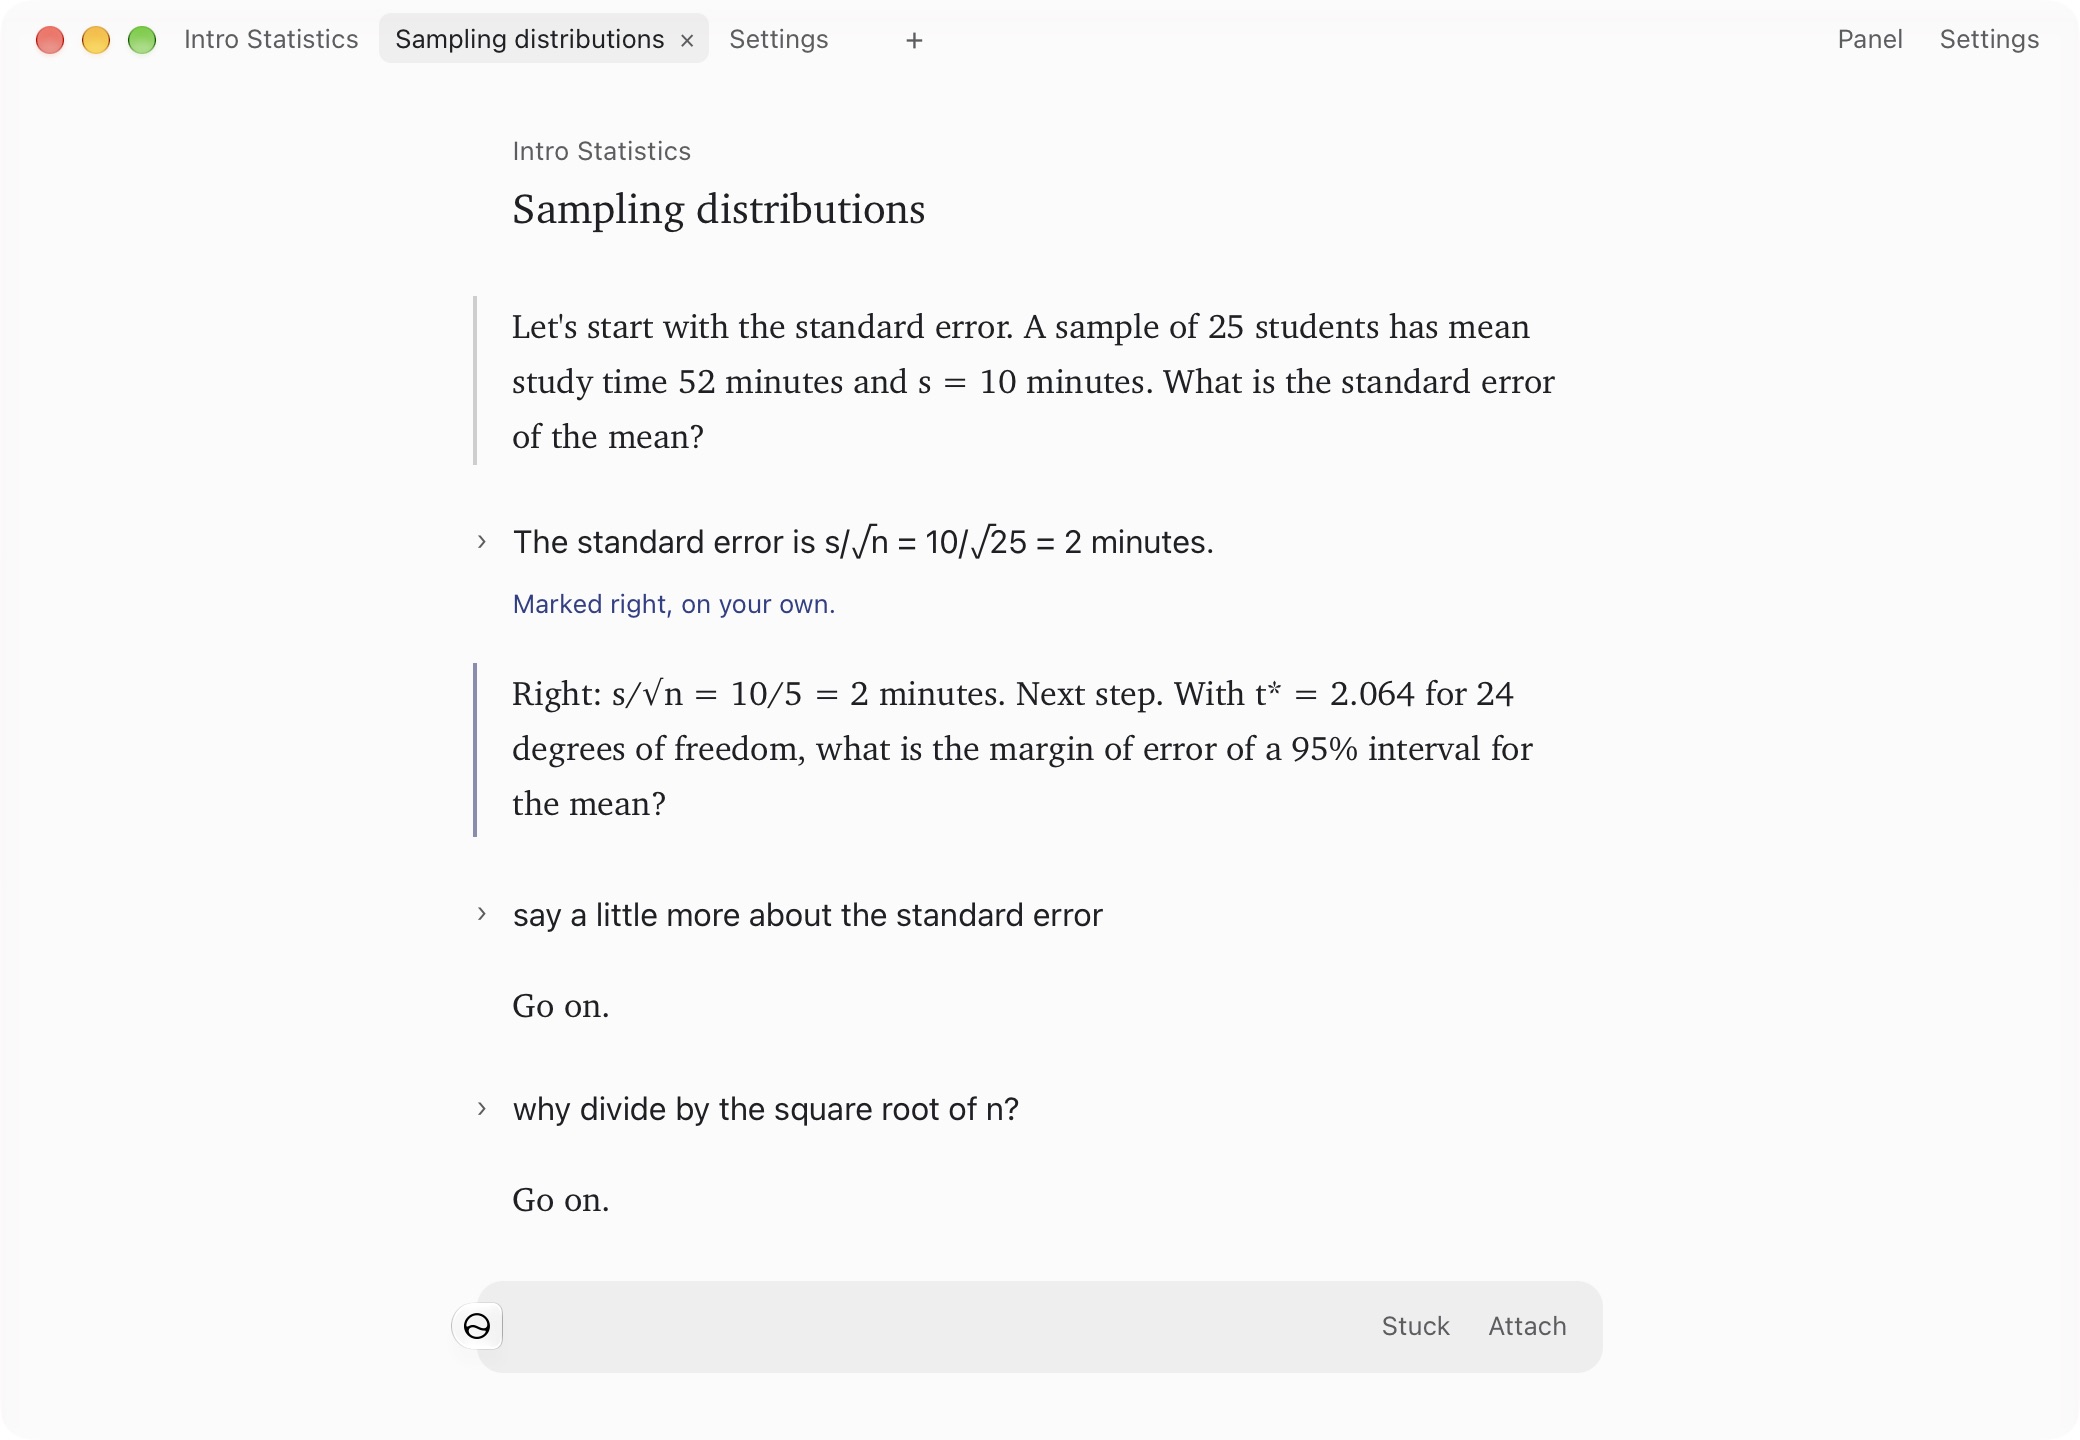 Intro Statistics Sampling distributions × Settings + Panel Settings
Intro Statistics
Sampling distributions
Let's start with the standard error. A sample of 25 students has mean
study time 52 minutes and s = 10 minutes. What is the standard error
of the mean?
› The standard error is s/√n = 10/√25 = 2 minutes.
Marked right, on your own.
Right: s/√n = 10/5 = 2 minutes. Next step. With t* = 2.064 for 24
degrees of freedom, what is the margin of error of a 95% interval for
the mean?
› say a little more about the standard error
Go on.
› why divide by the square root of n?
Go on.
Stuck Attach